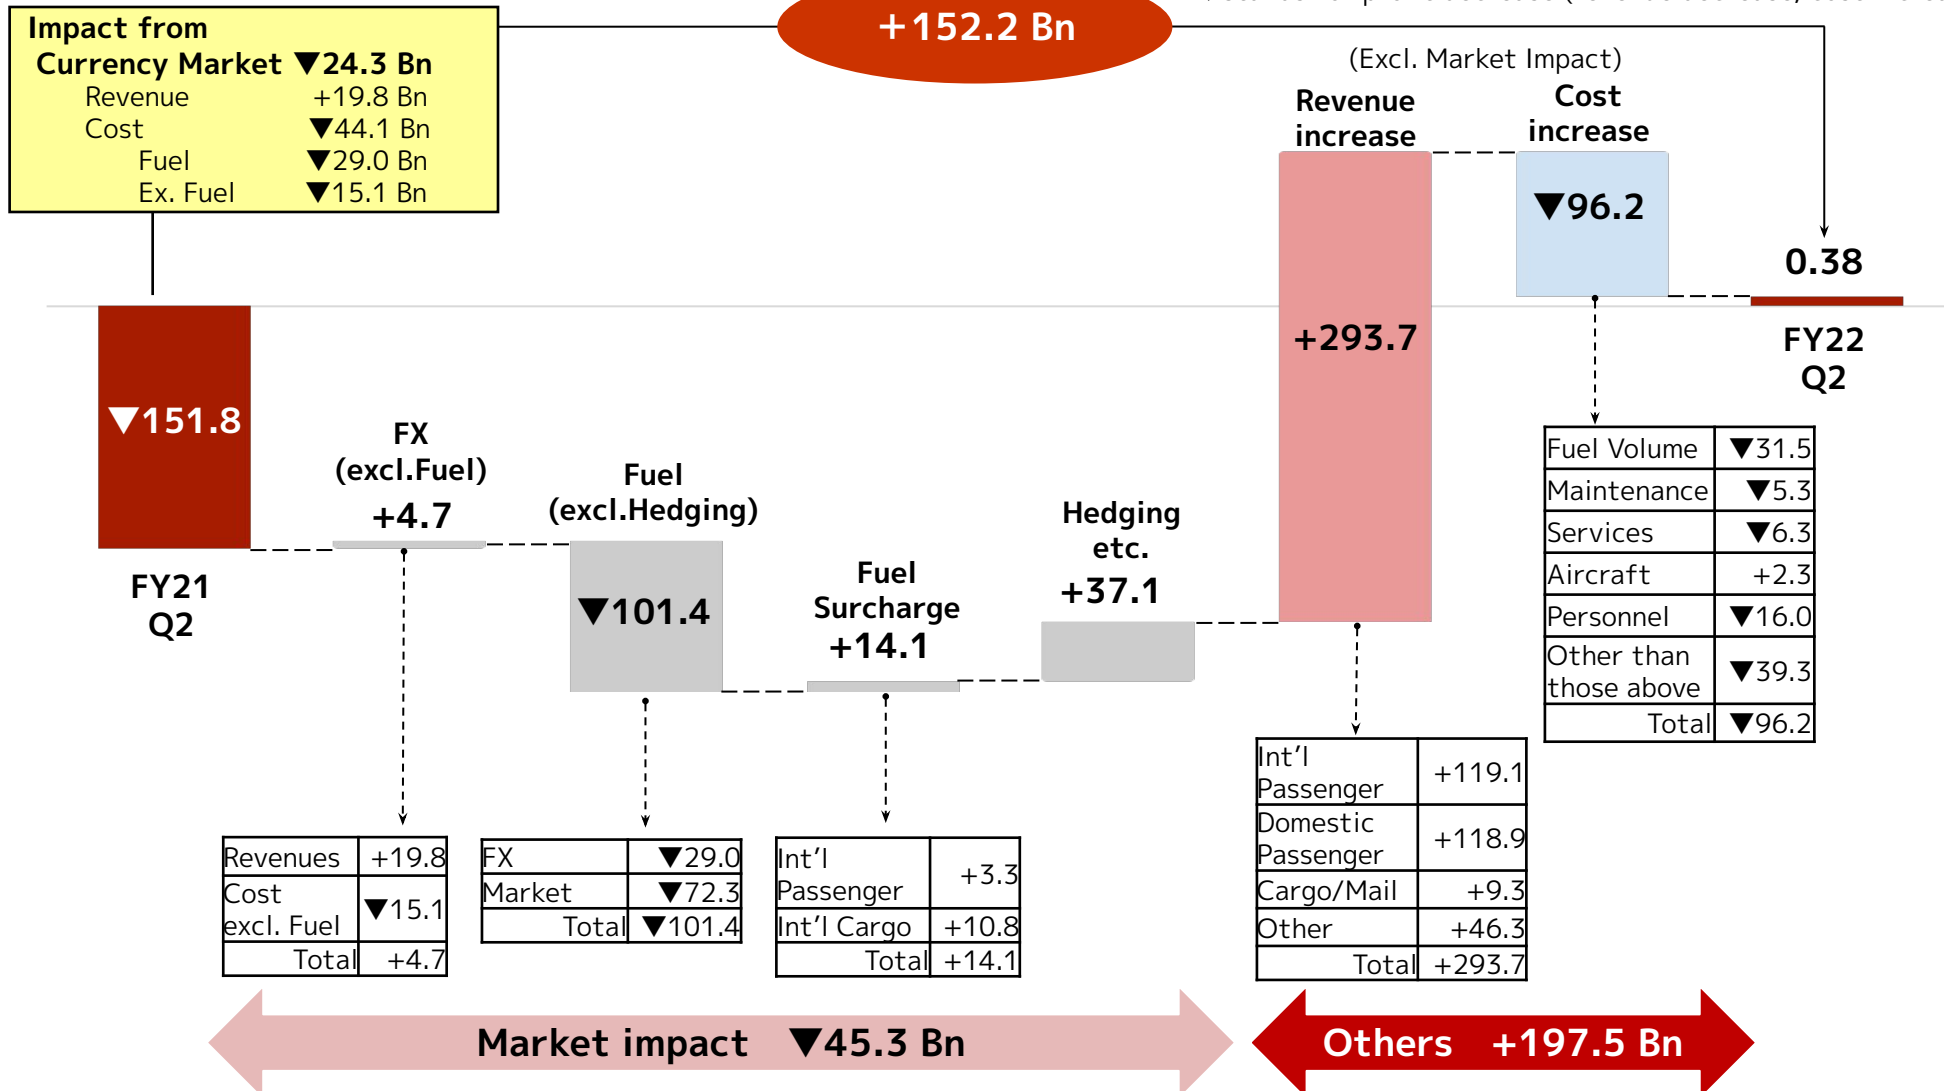 Impact from
Currency Market ▼24.3 Bn
Revenue +19.8 Bn
Cost ▼44.1 Bn
Fuel ▼29.0 Bn
Ex. Fuel ▼15.1 Bn
+152.2 Bn
(Excl. Market Impact)
Revenue
increase
Cost
increase
▼96.2
0.38
+293.7
FY22
Q2
▼151.8
FY21
Q2
FX
(excl.Fuel)
+4.7
Fuel
(excl.Hedging)
▼101.4
Fuel
Surcharge
+14.1
Hedging
etc.
+37.1
Fuel Volume ▼31.5
Maintenance ▼5.3
Services ▼6.3
Aircraft +2.3
Personnel ▼16.0
Other than
those above ▼39.3
Total ▼96.2
Revenues +19.8
Cost
excl. Fuel ▼15.1
Total +4.7
FX ▼29.0
Market ▼72.3
Total ▼101.4
Int’l
Passenger +3.3
Int’l Cargo +10.8
Total +14.1
Int’l
Passenger +119.1
Domestic
Passenger +118.9
Cargo/Mail +9.3
Other +46.3
Total +293.7
Market impact ▼45.3 Bn
Others +197.5 Bn